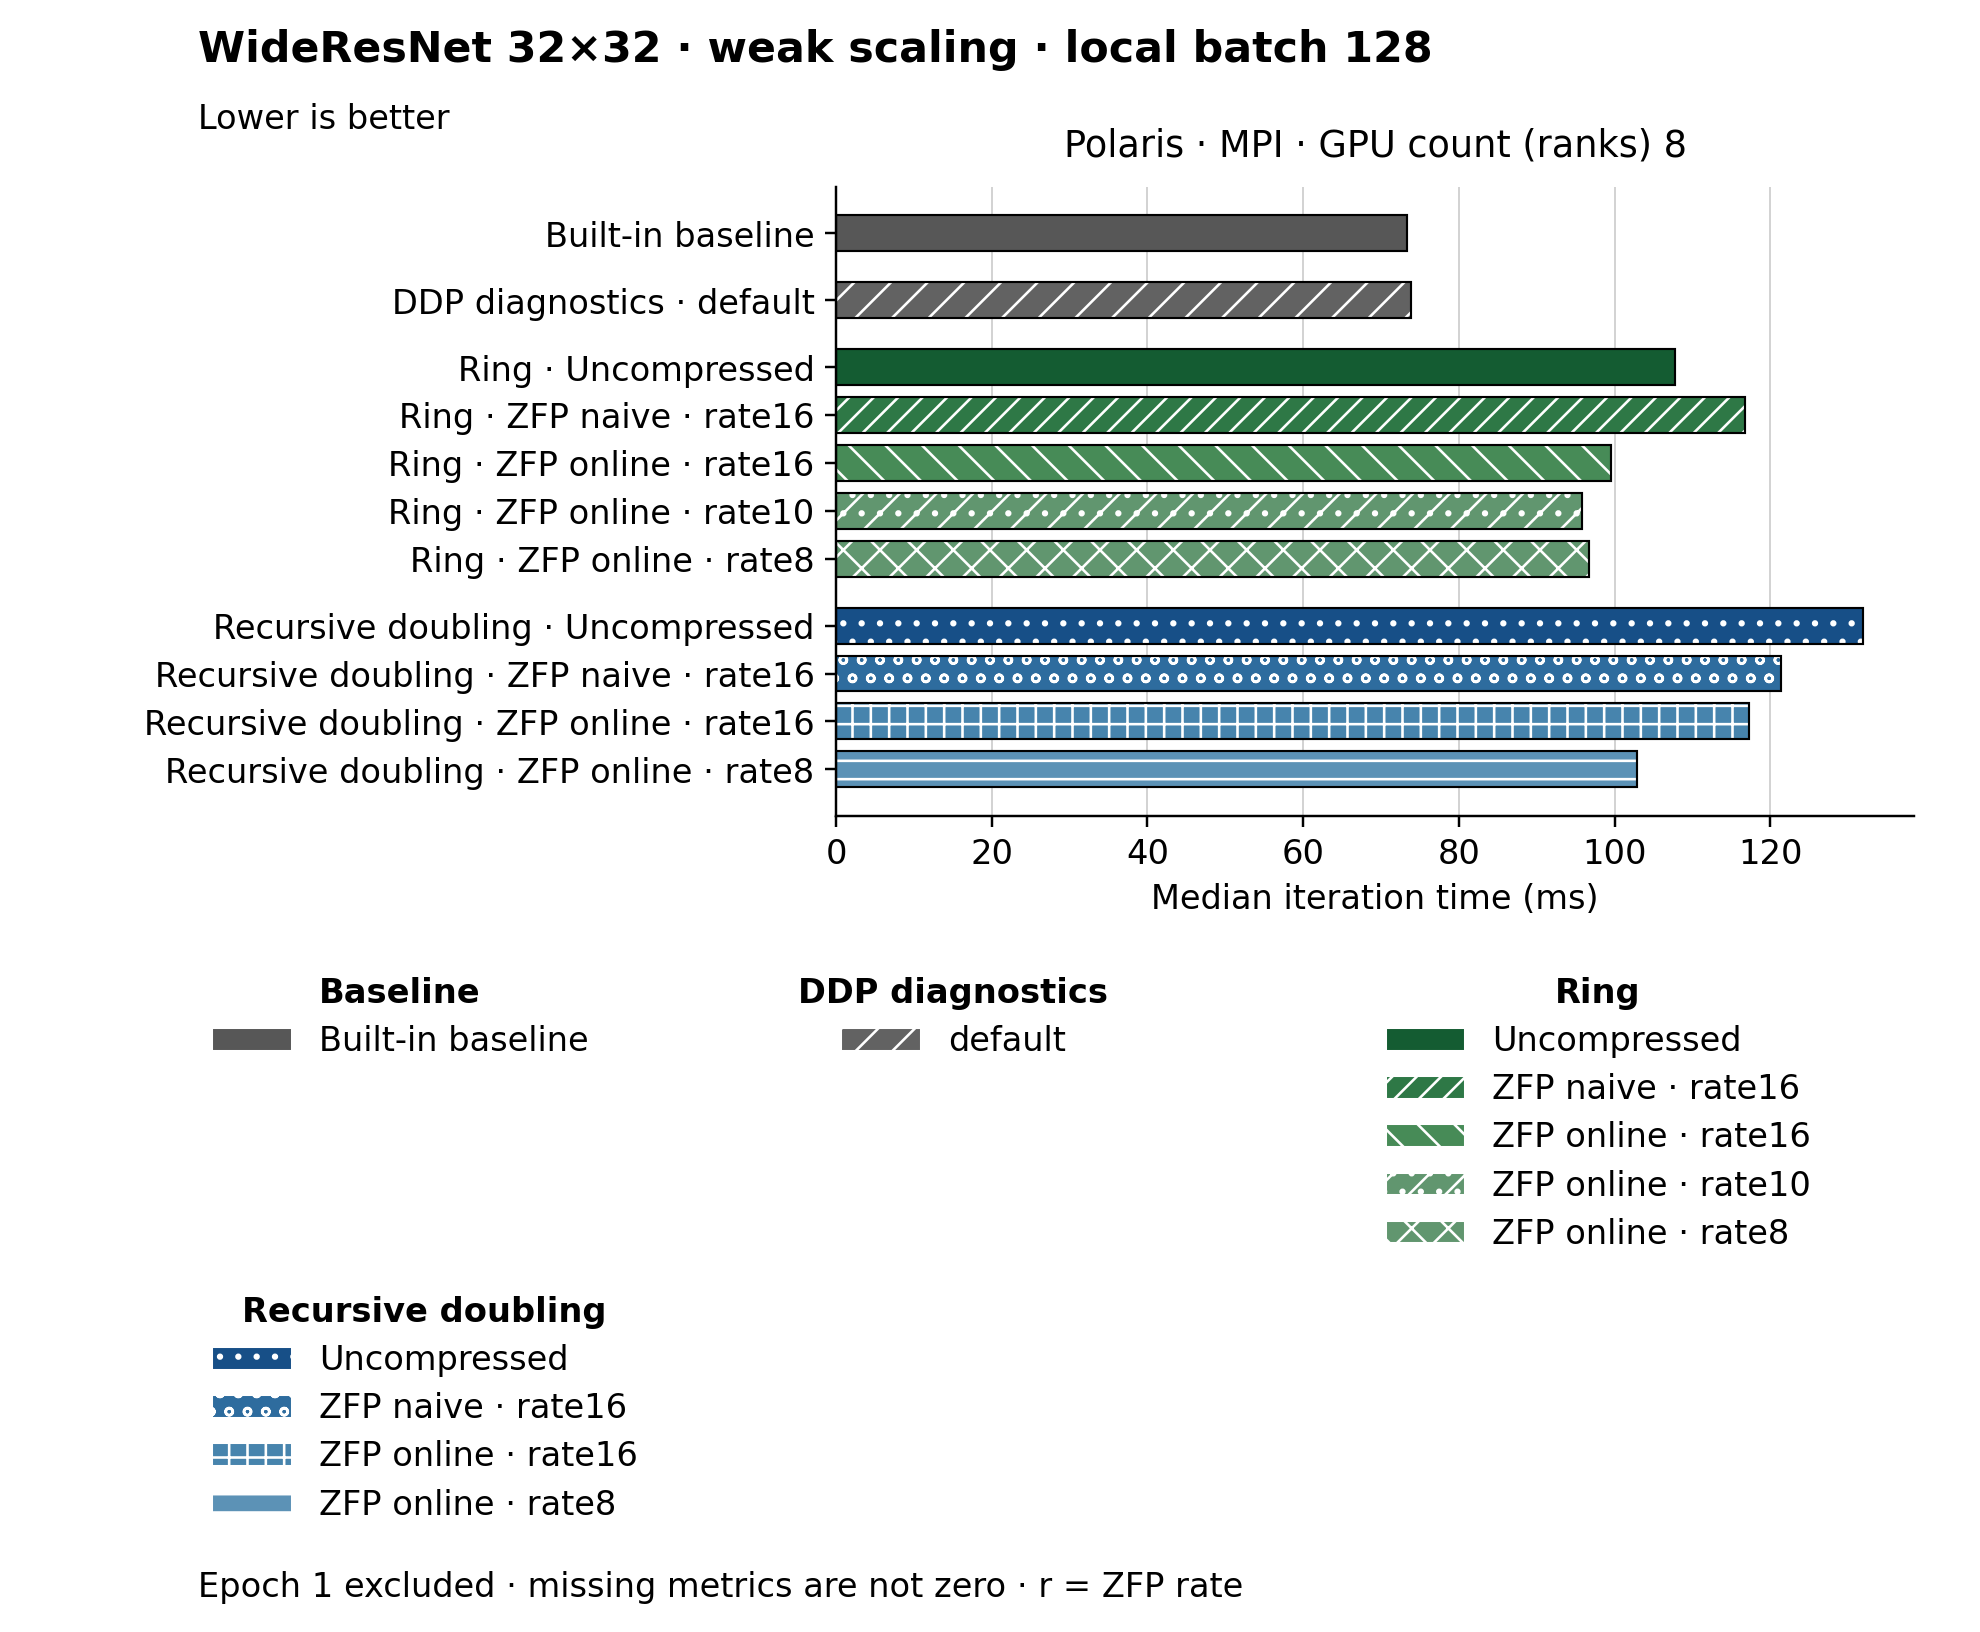 WideResNet 32×32 · weak scaling · local batch 128
Lower is better
Polaris · MPI · GPU count (ranks) 8
Built-in baseline
DDP diagnostics · default
Ring · Uncompressed
Ring · ZFP naive · rate16
Ring · ZFP online · rate16
Ring · ZFP online · rate10
Ring · ZFP online · rate8
Recursive doubling · Uncompressed
Recursive doubling · ZFP naive · rate16
Recursive doubling · ZFP online · rate16
Recursive doubling · ZFP online · rate8
0 20 40 60 80 100 120
Median iteration time (ms)
Baseline
Built-in baseline
DDP diagnostics
default
Ring
Uncompressed
ZFP naive · rate16
ZFP online · rate16
ZFP online · rate10
ZFP online · rate8
Recursive doubling
Uncompressed
ZFP naive · rate16
ZFP online · rate16
ZFP online · rate8
Epoch 1 excluded · missing metrics are not zero · r = ZFP rate